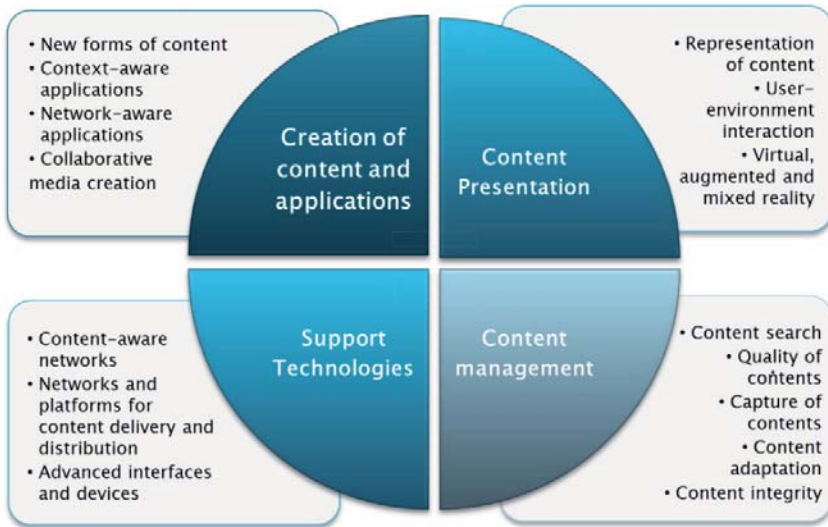 • New forms of content
• Context-aware
applications
• Network-aware
applications
• Collaborative
media creation
Creation of
content and
applications
Content
Presentation
• Representation
of content
• User-
environment
interaction
• Virtual,
augmented and
mixed reality
• Content-aware
networks
• Networks and
platforms for
content delivery and
distribution
• Advanced interfaces
and devices
Support
Technologies
Content
management
• Content search
• Quality of
contents
• Capture of
contents
• Content
adaptation
• Content integrity